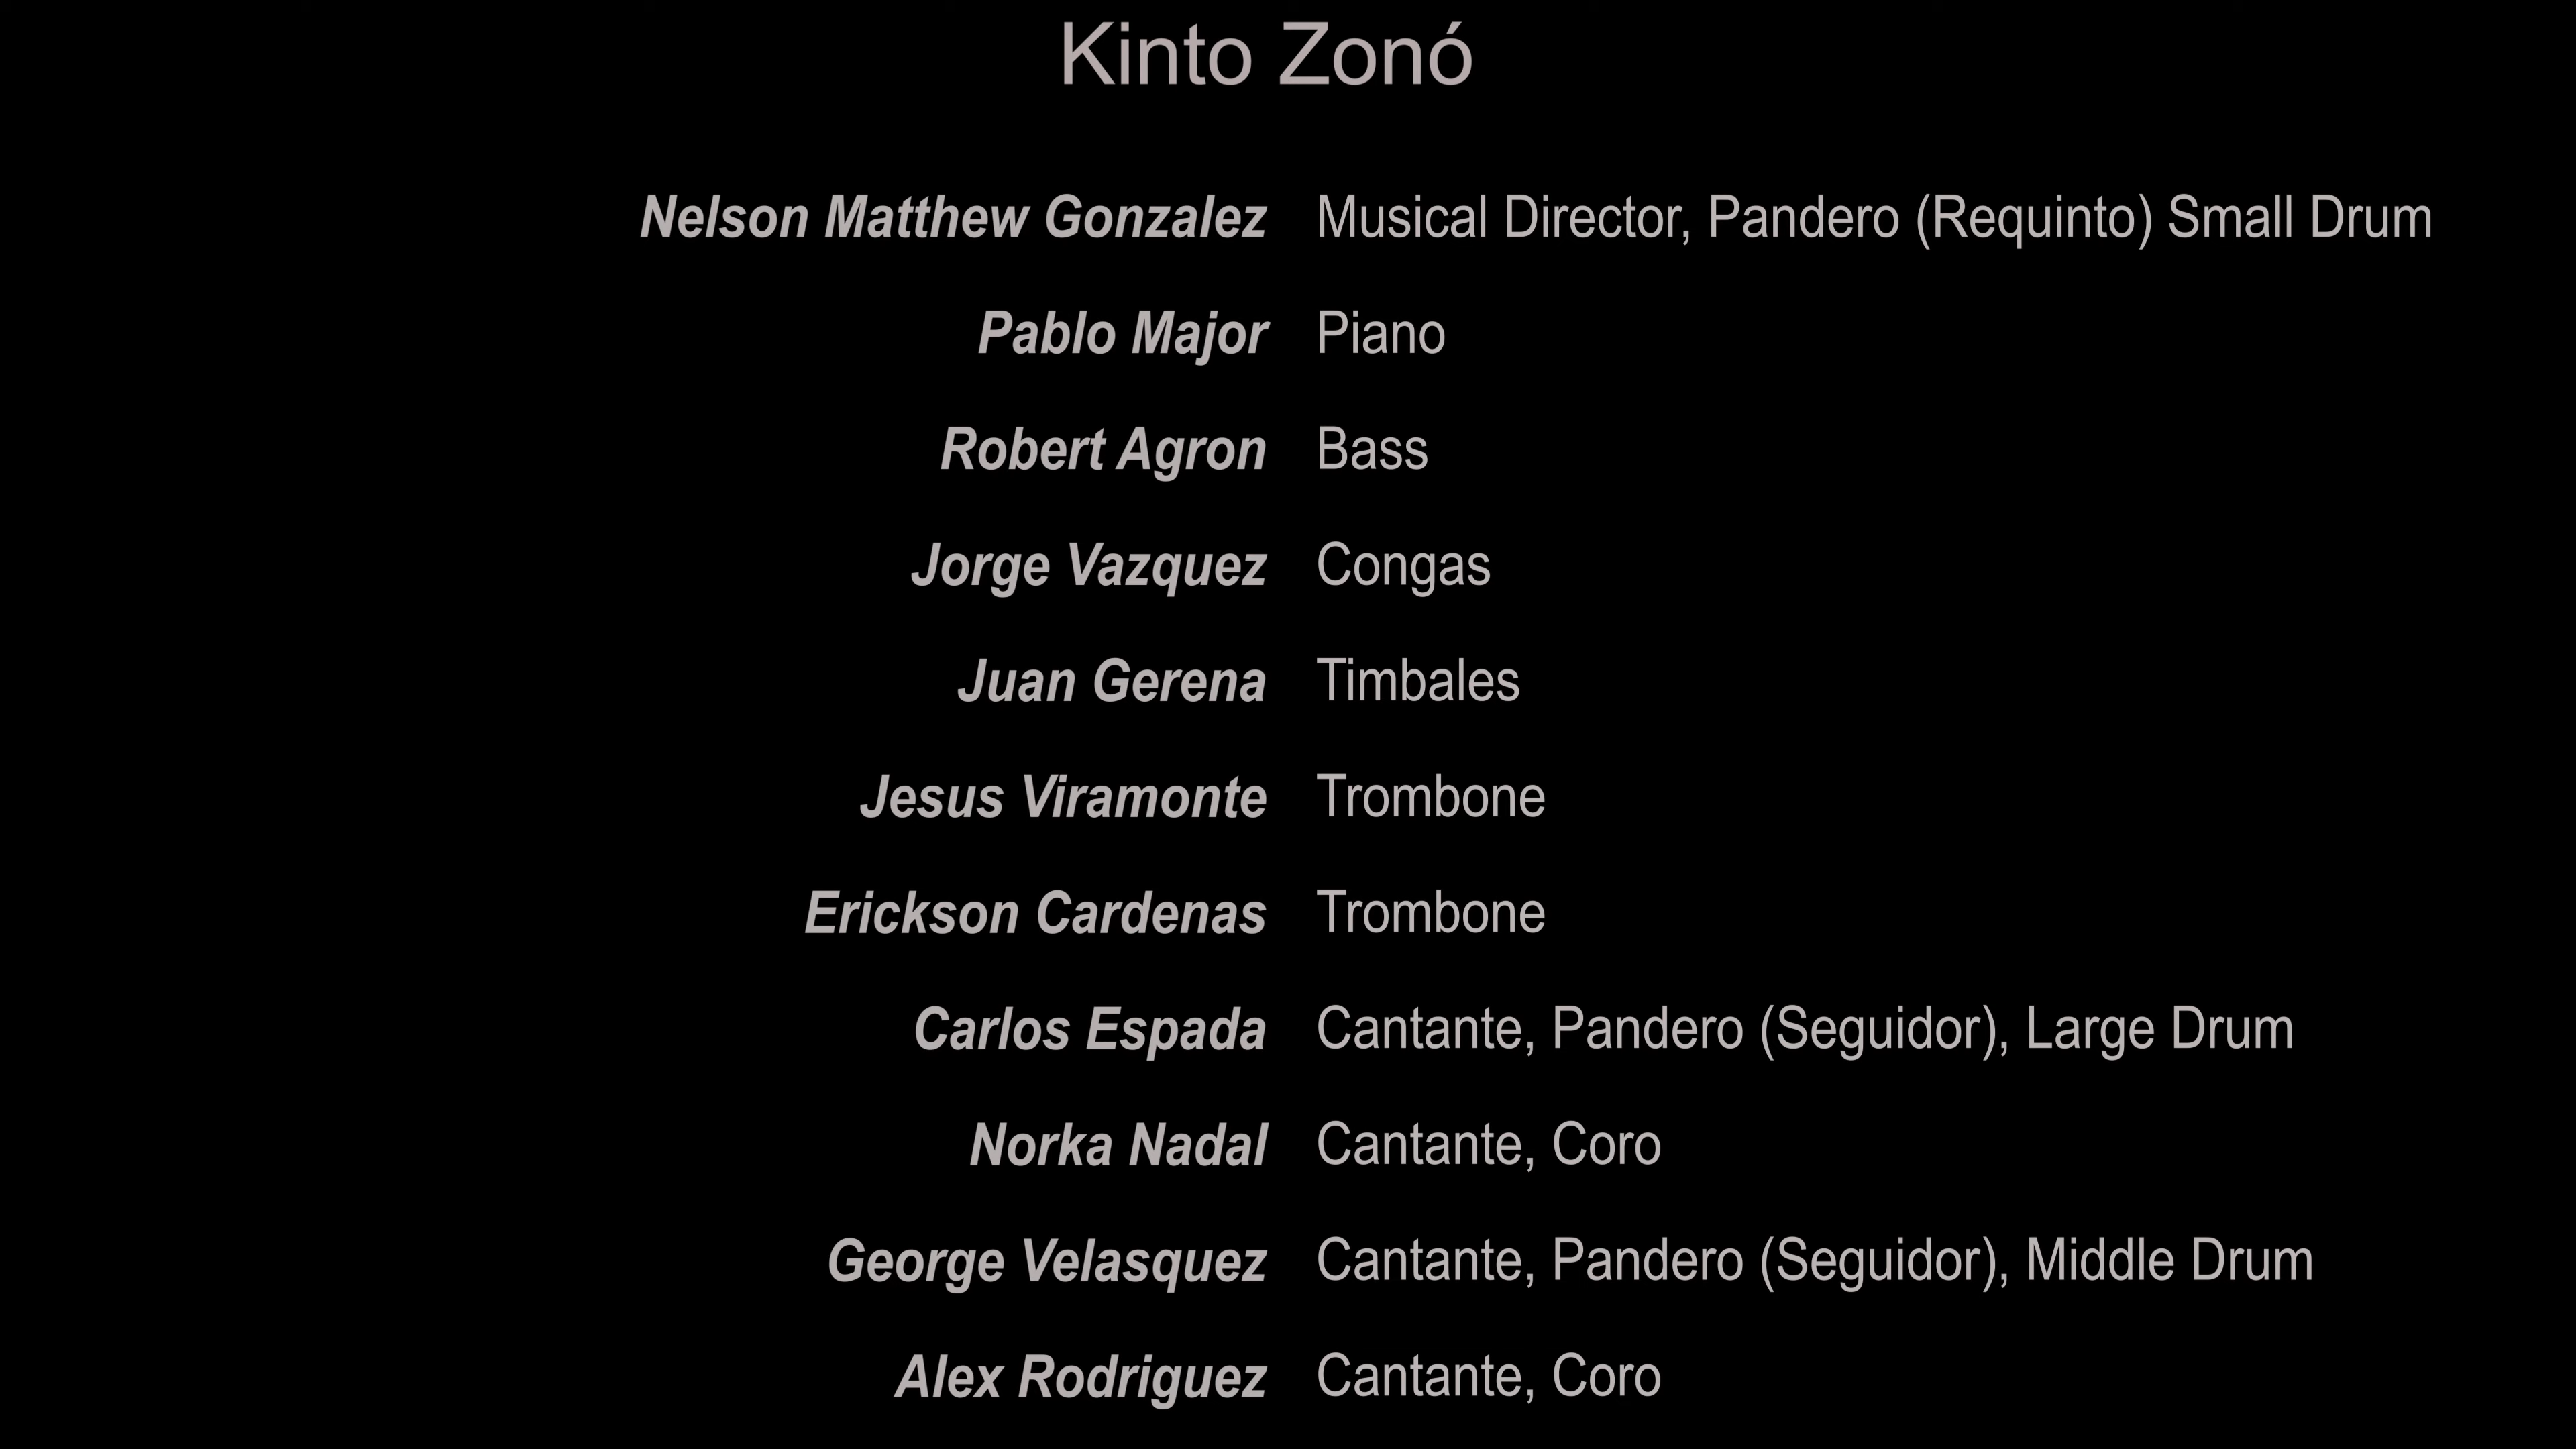 Kinto Zonó
Nelson Matthew Gonzalez Musical Director, Pandero (Requinto) Small Drum
Pablo Major Piano
Robert Agron Bass
Jorge Vazquez Congas
Juan Gerena Timbales
Jesus Viramonte Trombone
Erickson Cardenas Trombone
Carlos Espada Cantante, Pandero (Seguidor), Large Drum
Norka Nadal Cantante, Coro
George Velasquez Cantante, Pandero (Seguidor), Middle Drum
Alex Rodriguez Cantante, Coro